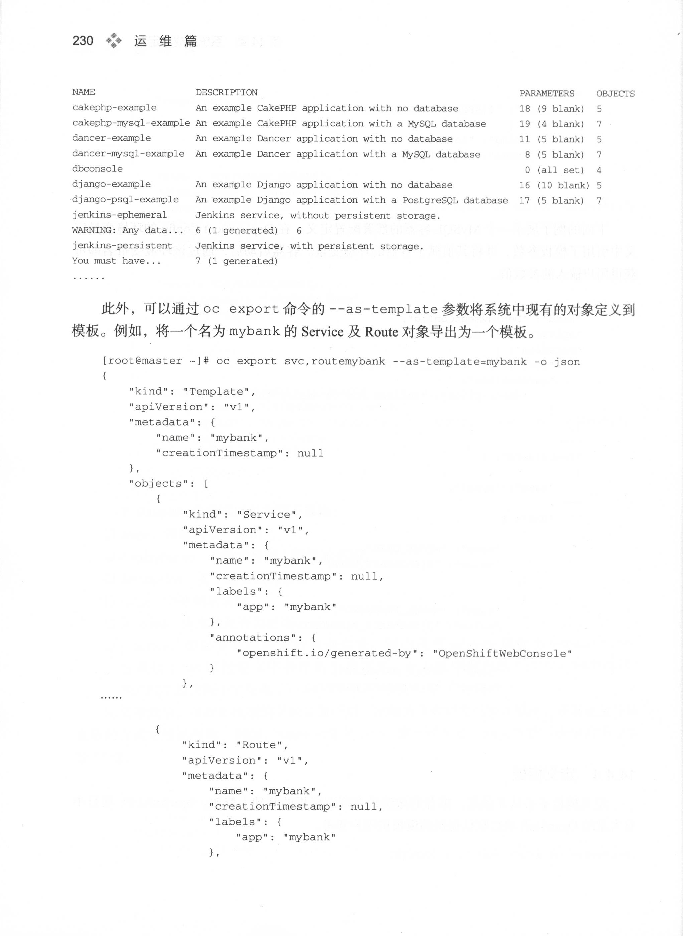 230 运 维 篇
NAME DESCRIPTION PARAMETERS OBJECTS
cakephp-example An example CakePHP application with no database 18 (9 blank) 5
cakephp-mysql-example An example CakePHP application with a MySQL database 19 (4 blank) 7
dancer-example An example Dancer application with no database 11 (5 blank) 5
dancer-mysql-example An example Dancer application with a MySQL database 8 (5 blank) 7
dbconsole 0 (all set) 4
django-example An example Django application with no database 16 (10 blank) 5
django-psql-example An example Django application with a PostgreSQL database 17 (5 blank) 7
jenkins-ephemeral Jenkins service, without persistent storage.
WARNING: Any data... 6 (1 generated) 6
jenkins-persistent Jenkins service, with persistent storage.
You must have... 7 (1 generated)
......
此外，可以通过 oc export 命令的 --as-template 参数将系统中现有的对象定义到
模板。例如，将一个名为 mybank 的 Service 及 Route 对象导出为一个模板。
[root@master ~]# oc export svc,routemybank --as-template=mybank -o json
{
"kind": "Template",
"apiVersion": "v1",
"metadata": {
"name": "mybank",
"creationTimestamp": null
},
"objects": [
{
"kind": "Service",
"apiVersion": "v1",
"metadata": {
"name": "mybank",
"creationTimestamp": null,
"labels": {
"app": "mybank"
},
"annotations": {
"openshift.io/generated-by": "OpenShiftWebConsole"
}
},
......
{
"kind": "Route",
"apiVersion": "v1",
"metadata": {
"name": "mybank",
"creationTimestamp": null,
"labels": {
"app": "mybank"
},